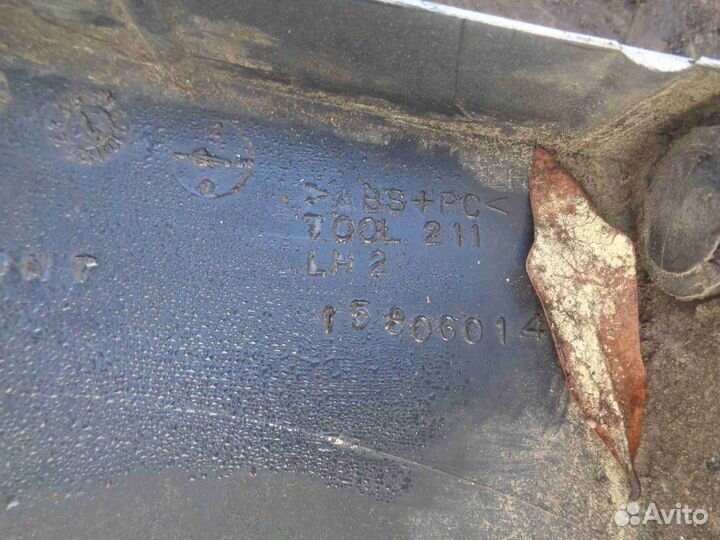 >ABS+PC<
TOOL 211
LH 2
15806014
Avito